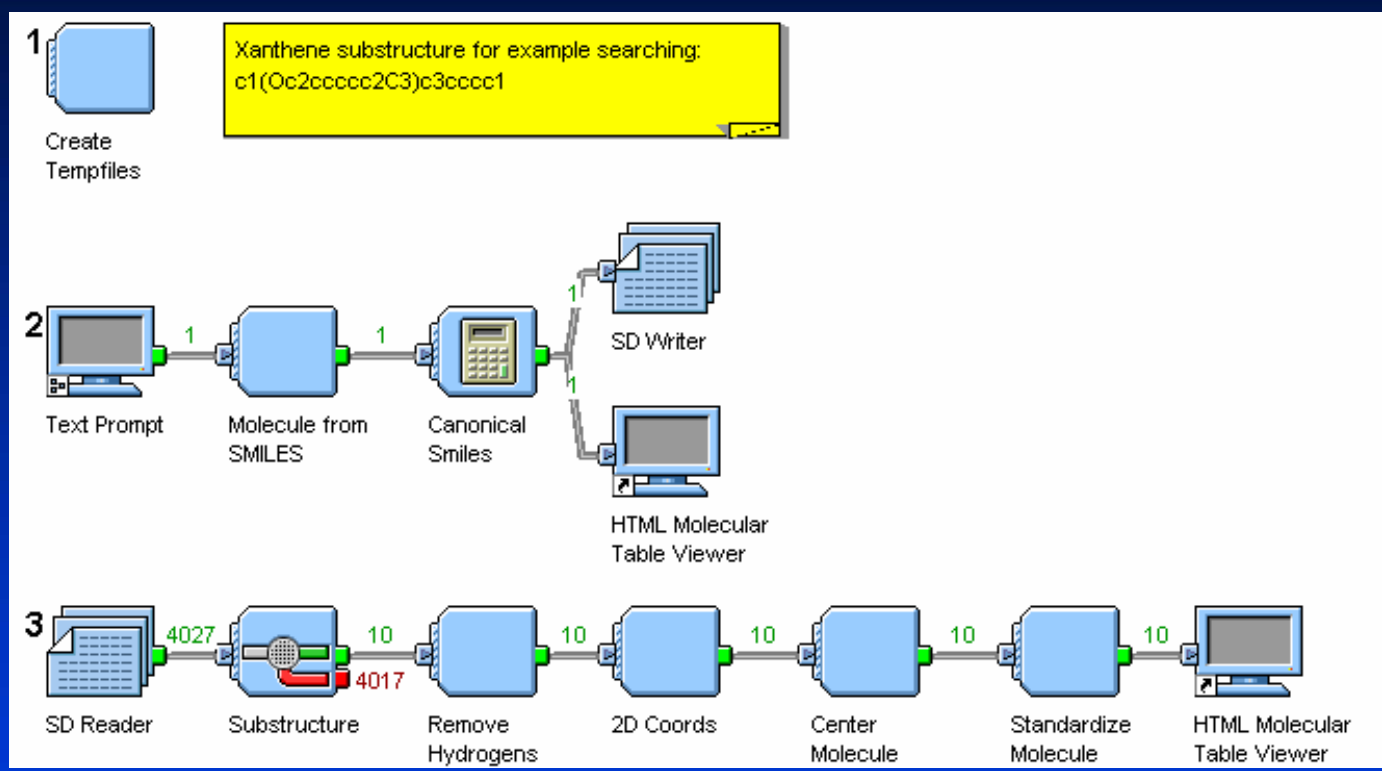 1
Xanthene substructure for example searching:
c1(Oc2ccccc2C3)c3cccc1
Create
Tempfiles
2
1
1
1
1
SD Writer
Text Prompt
Molecule from
SMILES
Canonical
Smiles
HTML Molecular
Table Viewer
3
4027
10
4017
10
10
10
10
SD Reader
Substructure
Remove
Hydrogens
2D Coords
Center
Molecule
Standardize
Molecule
HTML Molecular
Table Viewer